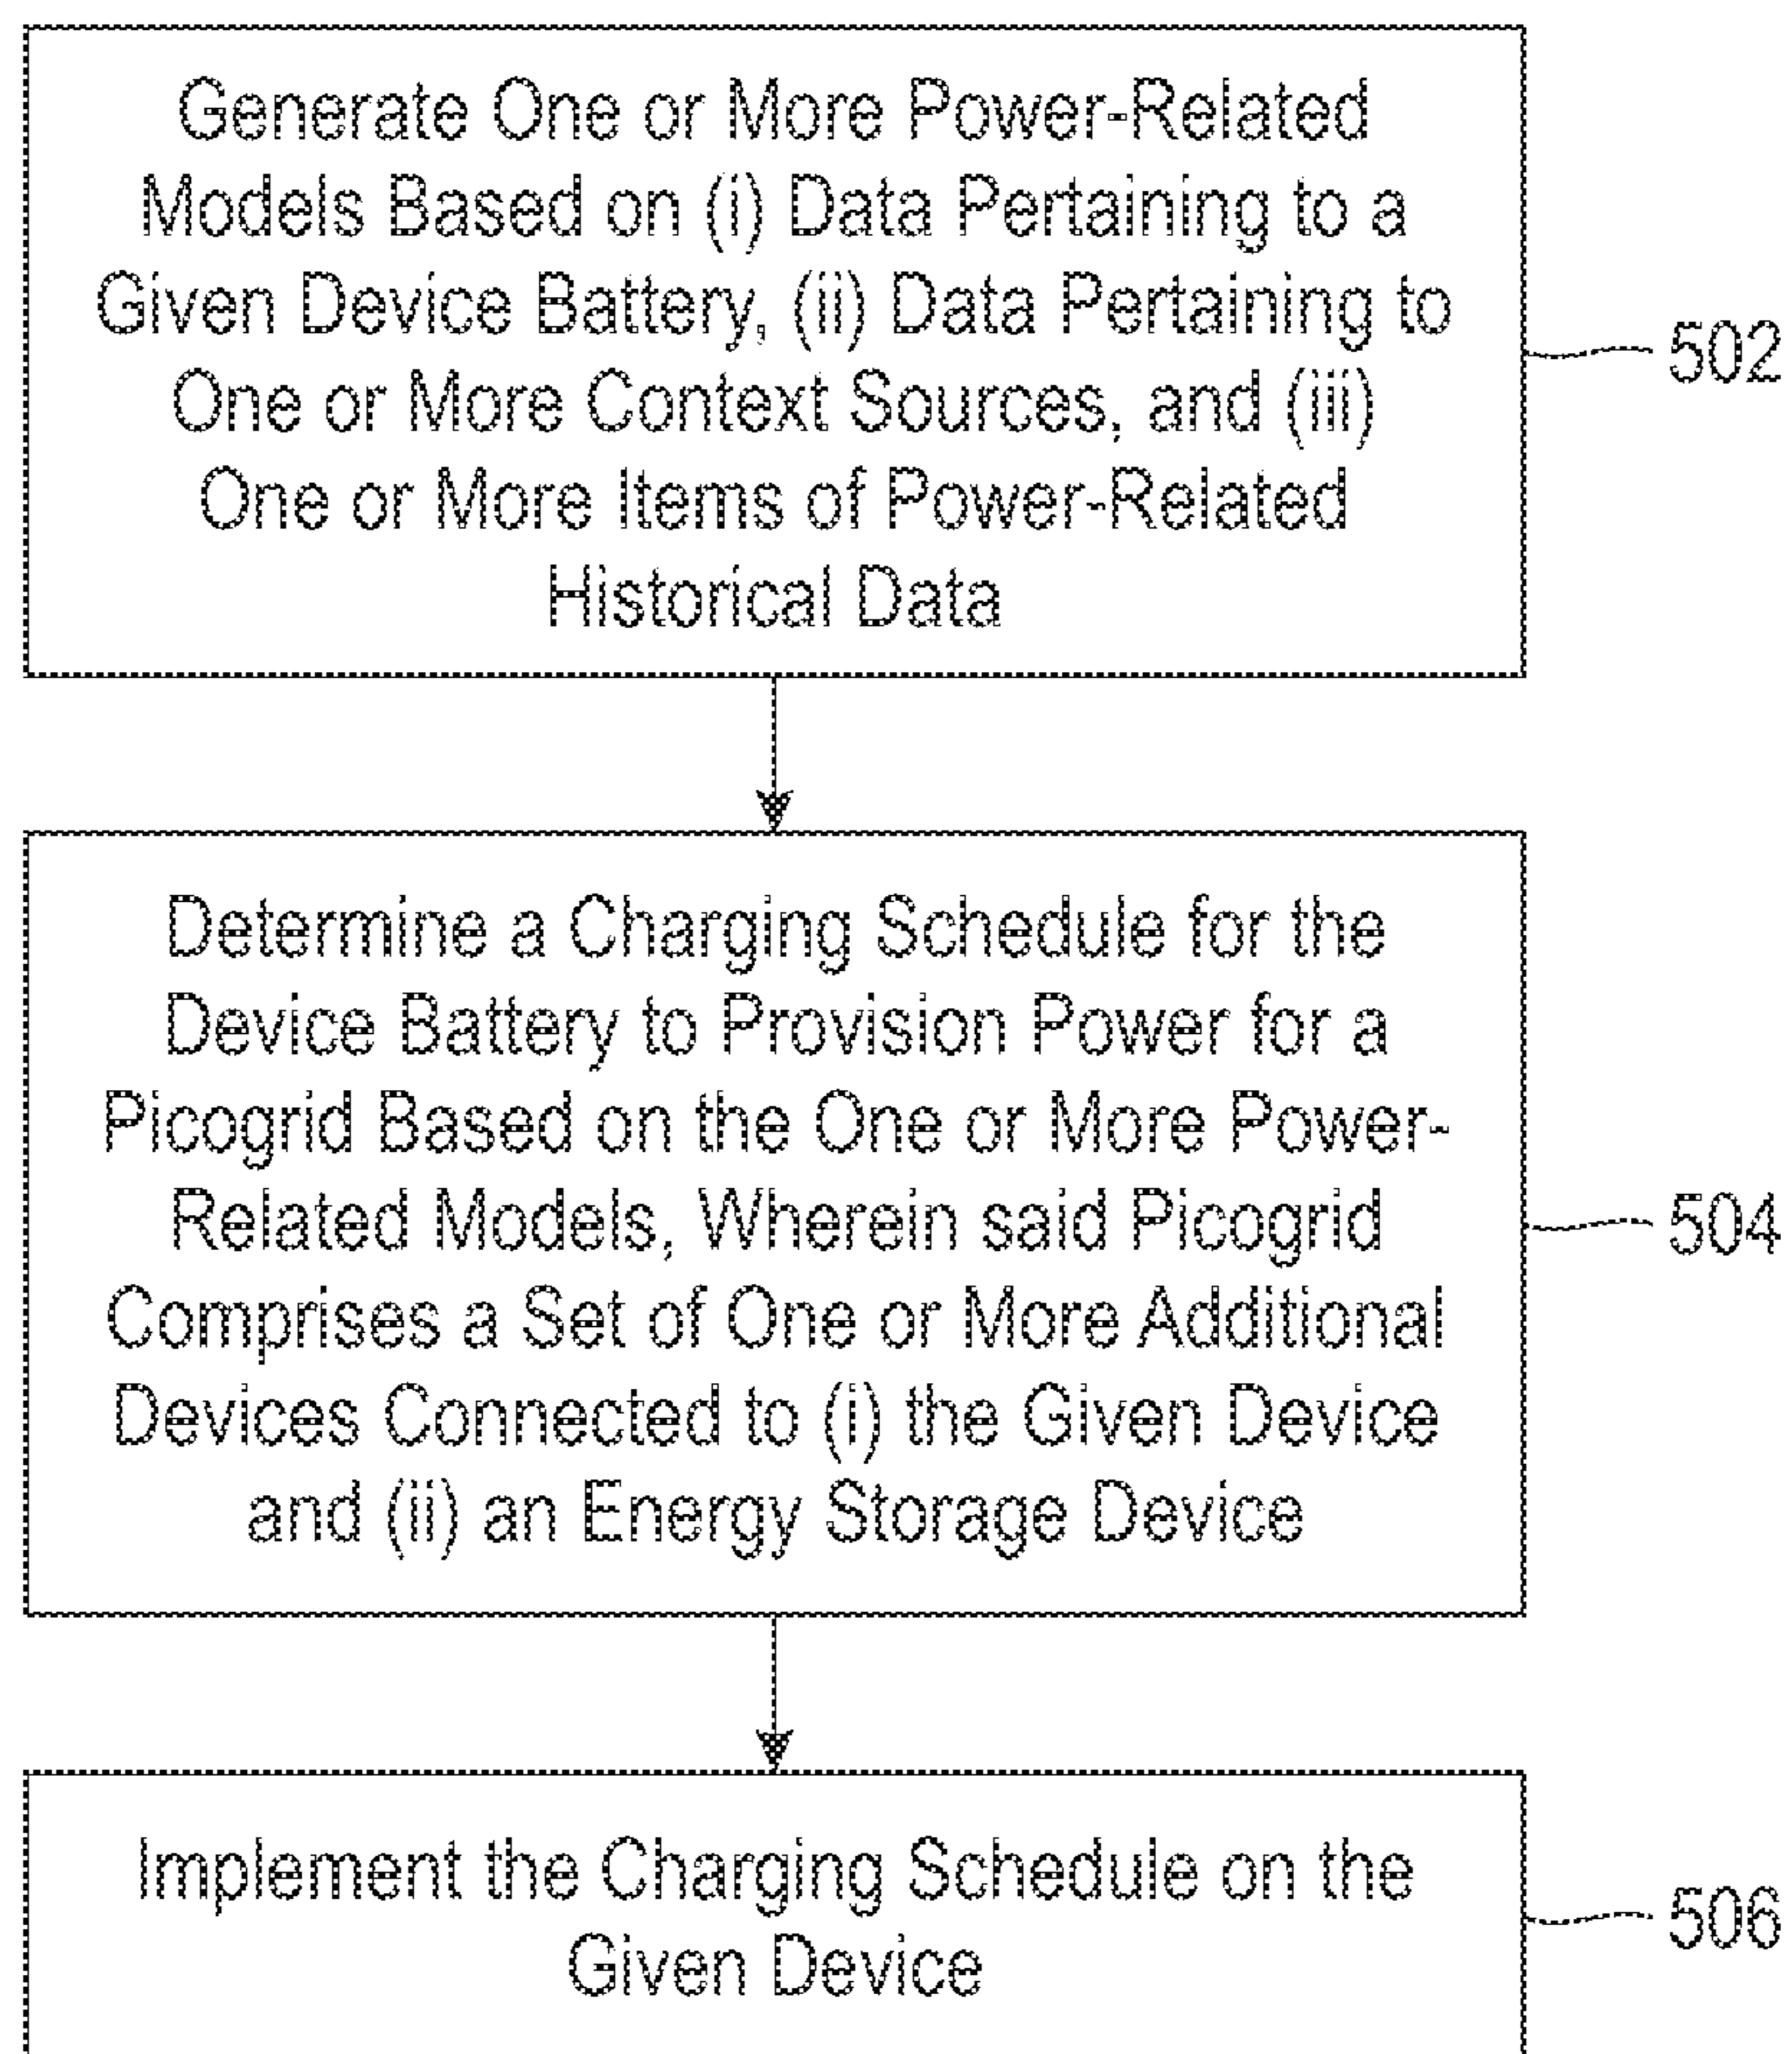 Generate One or More Power-Related
Models Based on (i) Data Pertaining to a
Given Device Battery, (ii) Data Pertaining to
One or More Context Sources, and (iii)
One or More Items of Power-Related
Historical Data
502
Determine a Charging Schedule for the
Device Battery to Provision Power for a
Picogrid Based on the One or More Power-
Related Models, Wherein said Picogrid
Comprises a Set of One or More Additional
Devices Connected to (i) the Given Device
and (ii) an Energy Storage Device
504
Implement the Charging Schedule on the
Given Device
506